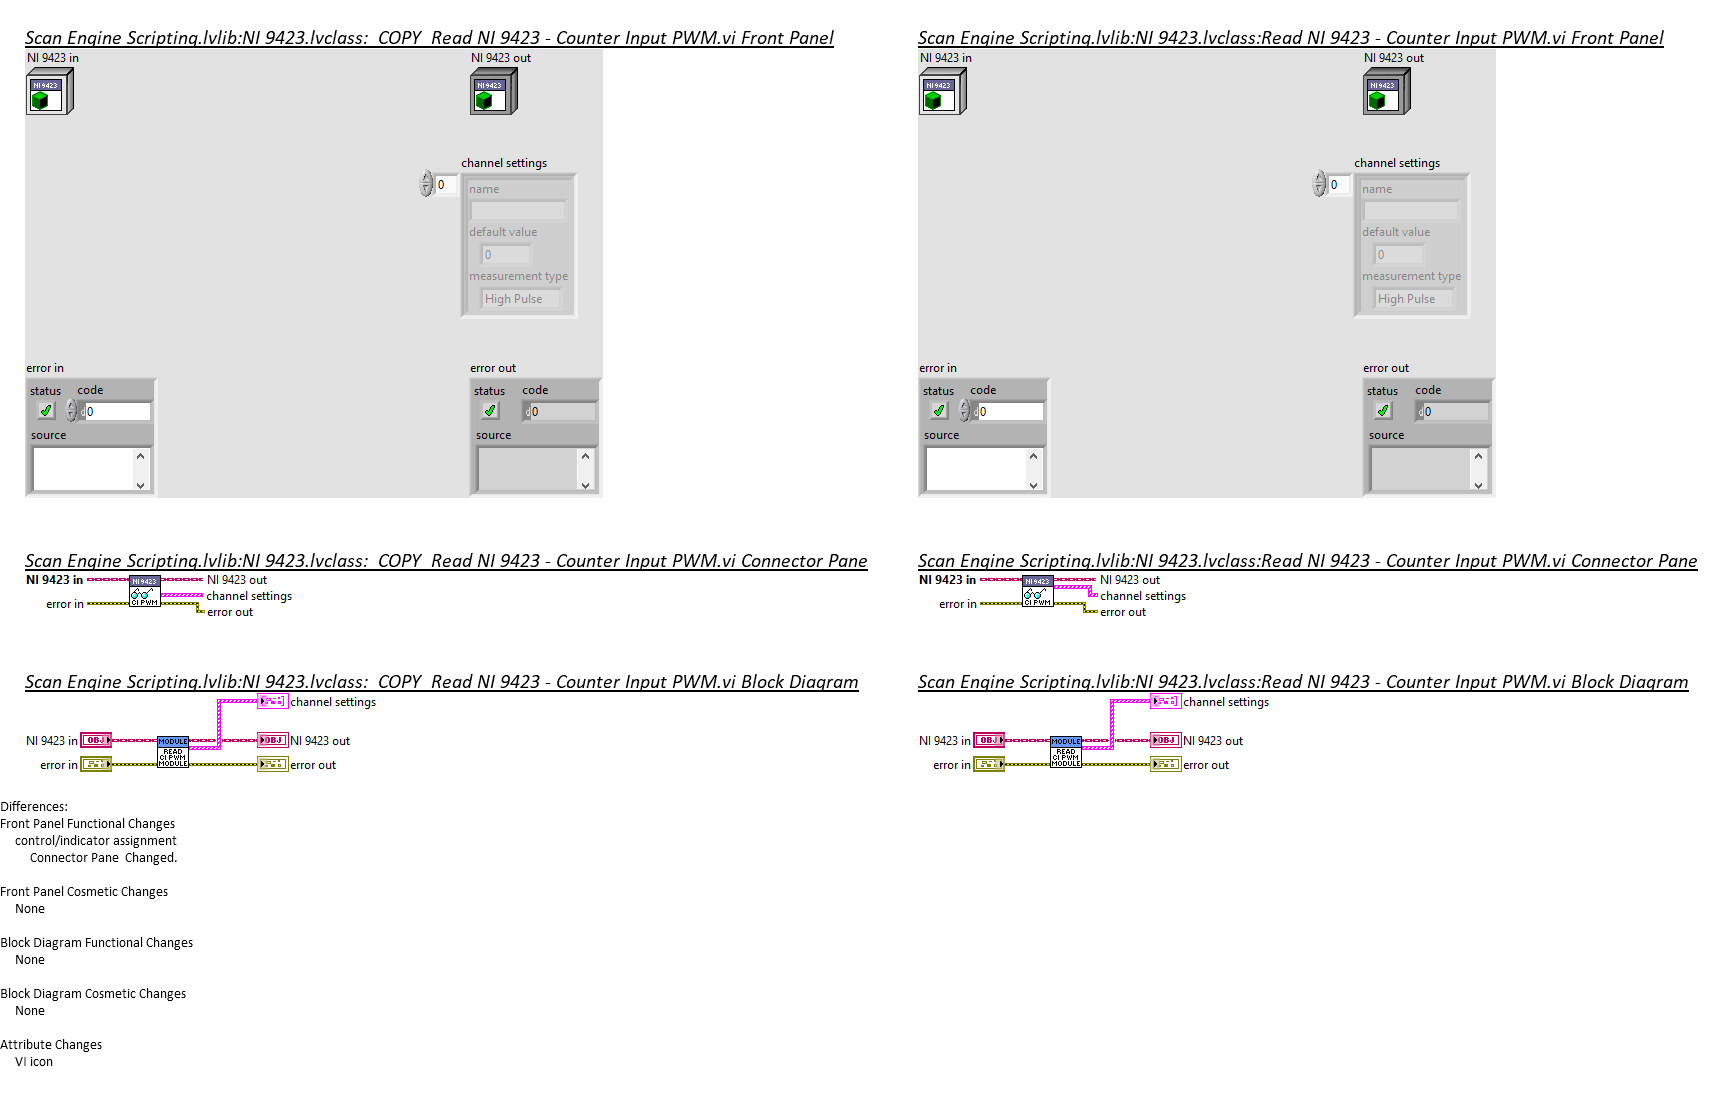 Scan Engine Scripting.lvlib:NI 9423.lvclass:  COPY  Read NI 9423 - Counter Input PWM.vi Front Panel
NI 9423 in
NI 9423 out
NI 9423
NI 9423
channel settings
0
name
default value
0
measurement type
High Pulse
error in
error out
status code
status code
d 0
d 0
source
source
Scan Engine Scripting.lvlib:NI 9423.lvclass:Read NI 9423 - Counter Input PWM.vi Front Panel
NI 9423 in
NI 9423 out
NI 9423
NI 9423
channel settings
0
name
default value
0
measurement type
High Pulse
error in
error out
status code
status code
d 0
d 0
source
source
Scan Engine Scripting.lvlib:NI 9423.lvclass:  COPY  Read NI 9423 - Counter Input PWM.vi Connector Pane
NI 9423 in
NI 9423
NI 9423 out
channel settings
error in
CI PWM
error out
Scan Engine Scripting.lvlib:NI 9423.lvclass:Read NI 9423 - Counter Input PWM.vi Connector Pane
NI 9423 in
NI 9423
NI 9423 out
channel settings
error in
CI PWM
error out
Scan Engine Scripting.lvlib:NI 9423.lvclass:  COPY  Read NI 9423 - Counter Input PWM.vi Block Diagram
channel settings
NI 9423 in
OBJ
MODULE
READ
CI PWM
MODULE
OBJ
NI 9423 out
error in
error out
Scan Engine Scripting.lvlib:NI 9423.lvclass:Read NI 9423 - Counter Input PWM.vi Block Diagram
channel settings
NI 9423 in
OBJ
MODULE
READ
CI PWM
MODULE
OBJ
NI 9423 out
error in
error out
Differences:
Front Panel Functional Changes
control/indicator assignment
Connector Pane  Changed.
Front Panel Cosmetic Changes
None
Block Diagram Functional Changes
None
Block Diagram Cosmetic Changes
None
Attribute Changes
VI icon